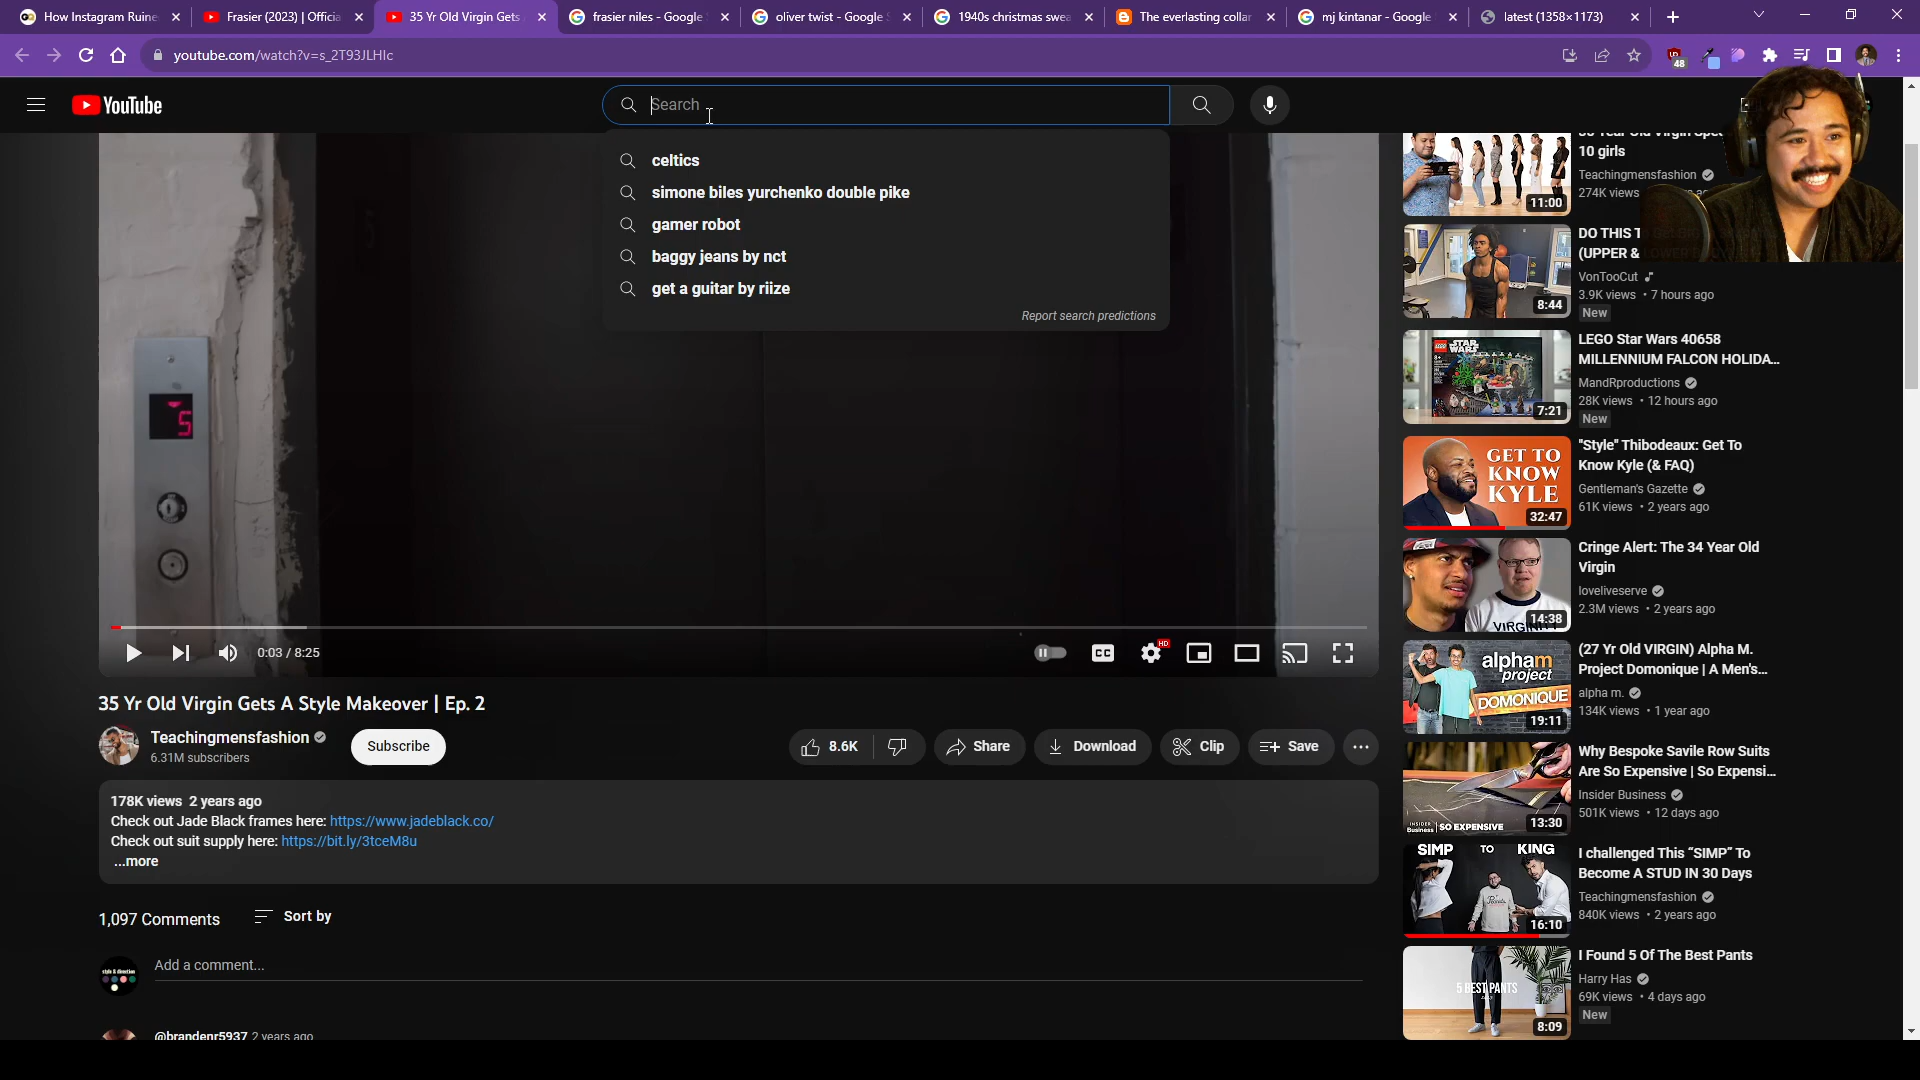 How Instagram Ruine
Frasier (2023) | Officia
35 Yr Old Virgin Gets
frasier niles - Google
oliver twist - Google S
1940s christmas swea
The everlasting collar
mj kintanar - Google
latest (1358×1173)
youtube.com/watch?v=s_2T93JLHIc
48
YouTube
Search
celtics
simone biles yurchenko double pike
gamer robot
baggy jeans by nct
get a guitar by riize
Report search predictions
5
0:03 / 8:25
CC
HD
35 Yr Old Virgin Gets A Style Makeover | Ep. 2
Teachingmensfashion
6.31M subscribers
Subscribe
8.6K
Share
Download
Clip
Save
178K views 2 years ago
Check out Jade Black frames here: https://www.jadeblack.co/
Check out suit supply here: https://bit.ly/3tceM8u
...more
1,097 Comments
Sort by
Add a comment...
@brandenr5937 2 years ago
10 girls
Teachingmensfashion
274K views
11:00
DO THIS T
(UPPER &
VonTooCut
3.9K views • 7 hours ago
New
8:44
LEGO Star Wars 40658
MILLENNIUM FALCON HOLIDA...
MandRproductions
28K views • 12 hours ago
New
STAR WARS
7:21
"Style" Thibodeaux: Get To
Know Kyle (& FAQ)
Gentleman's Gazette
61K views • 2 years ago
GET TO
KNOW
KYLE
32:47
Cringe Alert: The 34 Year Old
Virgin
loveliveserve
2.3M views • 2 years ago
14:38
(27 Yr Old VIRGIN) Alpha M.
Project Domonique | A Men's...
alpha m.
134K views • 1 year ago
alpham
project
DOMONIQUE
19:11
Why Bespoke Savile Row Suits
Are So Expensive | So Expensi...
Insider Business
501K views • 12 days ago
INSIDER
Business | SO EXPENSIVE
13:30
I challenged This “SIMP” To
Become A STUD IN 30 Days
Teachingmensfashion
840K views • 2 years ago
SIMP TO KING
16:10
I Found 5 Of The Best Pants
Harry Has
69K views • 4 days ago
New
5 BEST PANTS
8:09